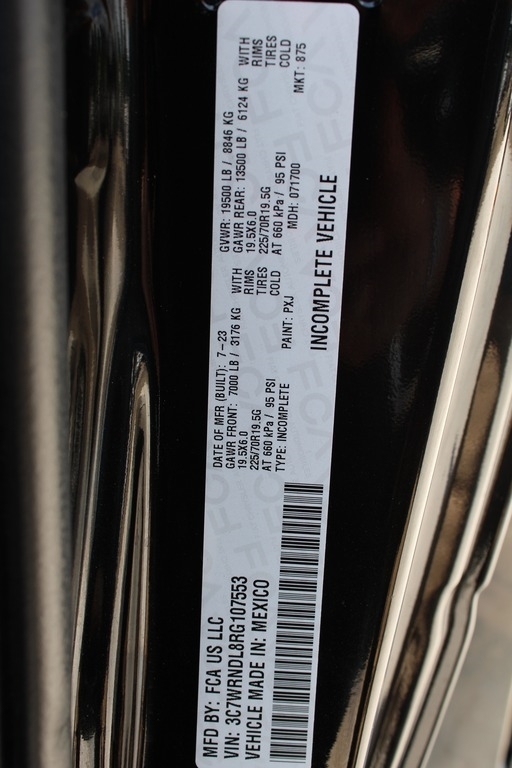 MFD BY: FCA US LLC
VIN: 3C7WRNDL8RG107553
VEHICLE MADE IN: MEXICO
DATE OF MFR (BUILT): 7-23
GVWR: 19500 LB / 8846 KG
GAWR FRONT: 7000 LB / 3176 KG WITH
19.5X6.0 RIMS
225/70R19.5G TIRES
AT 660 kPa / 95 PSI COLD
GAWR REAR: 13500 LB / 6124 KG WITH
19.5X6.0 RIMS
225/70R19.5G TIRES
AT 660 kPa / 95 PSI COLD
TYPE: INCOMPLETE
PAINT: PXJ
MDH: 071700
MKT: 875
INCOMPLETE VEHICLE